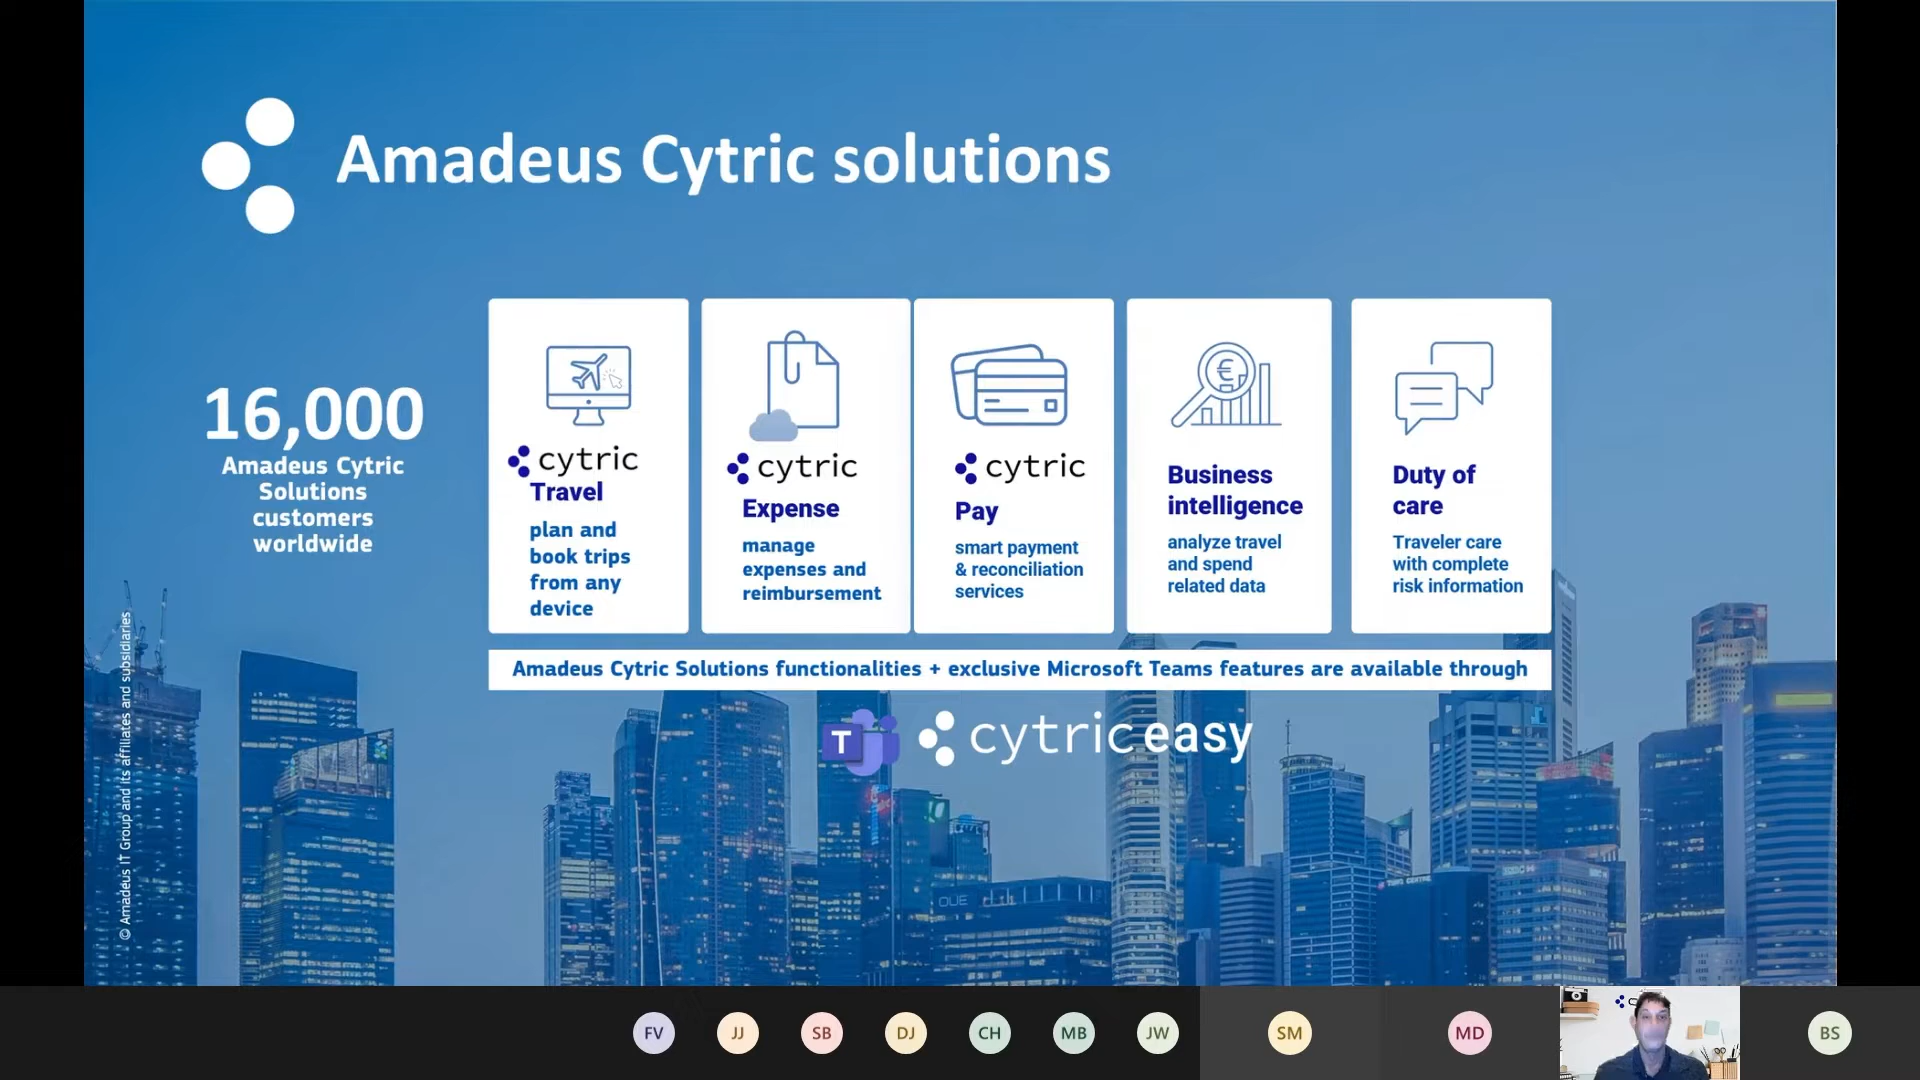 Amadeus Cytric solutions
16,000
Amadeus Cytric
Solutions
customers
worldwide
cytric
Travel
plan and
book trips
from any
device
cytric
Expense
manage
expenses and
reimbursement
cytric
Pay
smart payment
& reconciliation
services
€
Business
intelligence
analyze travel
and spend
related data
Duty of
care
Traveler care
with complete
risk information
Amadeus Cytric Solutions functionalities + exclusive Microsoft Teams features are available through
T
cytric easy
© Amadeus IT Group and its affiliates and subsidiaries
OUE
FV
JJ
SB
DJ
CH
MB
JW
SM
MD
BS